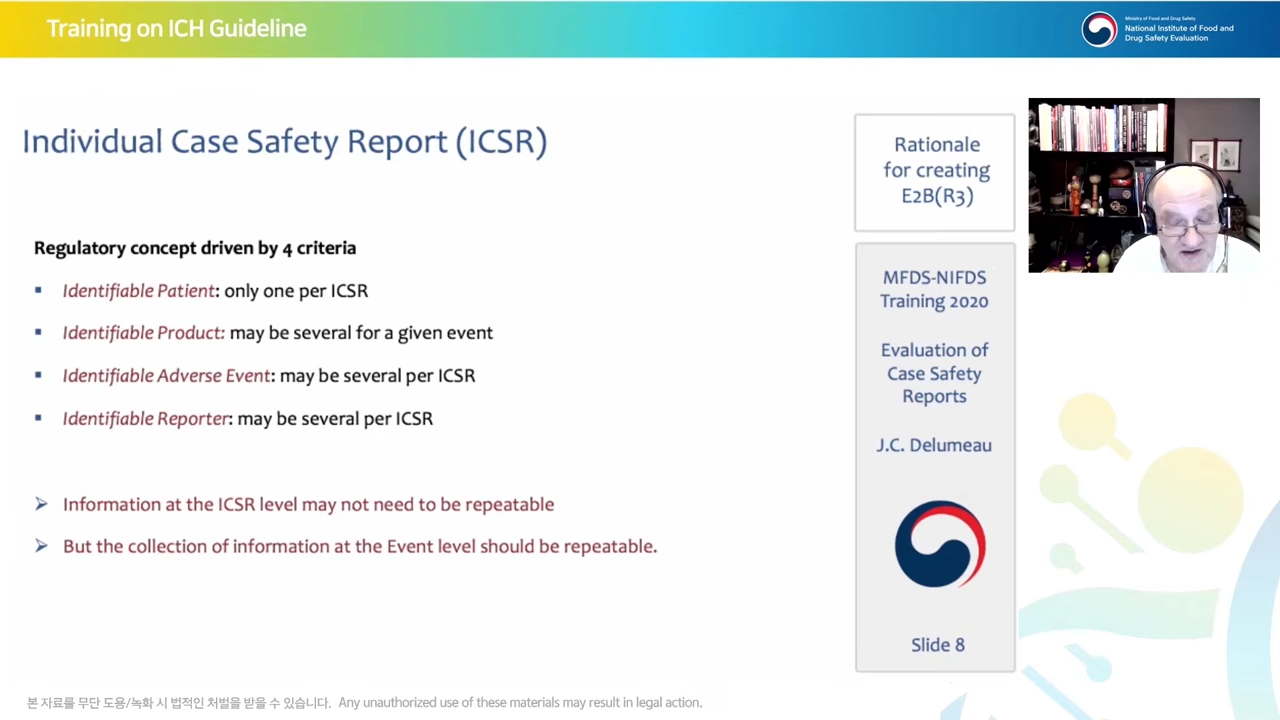 Training on ICH Guideline
Ministry of Food and Drug Safety
National Institute of Food and
Drug Safety Evaluation
Individual Case Safety Report (ICSR)
Regulatory concept driven by 4 criteria
▪ Identifiable Patient: only one per ICSR
▪ Identifiable Product: may be several for a given event
▪ Identifiable Adverse Event: may be several per ICSR
▪ Identifiable Reporter: may be several per ICSR
➢ Information at the ICSR level may not need to be repeatable
➢ But the collection of information at the Event level should be repeatable.
Rationale
for creating
E2B(R3)
MFDS-NIFDS
Training 2020
Evaluation of
Case Safety
Reports
J.C. Delumeau
Slide 8
본 자료를 무단 도용/녹화 시 법적인 처벌을 받을 수 있습니다. Any unauthorized use of these materials may result in legal action.